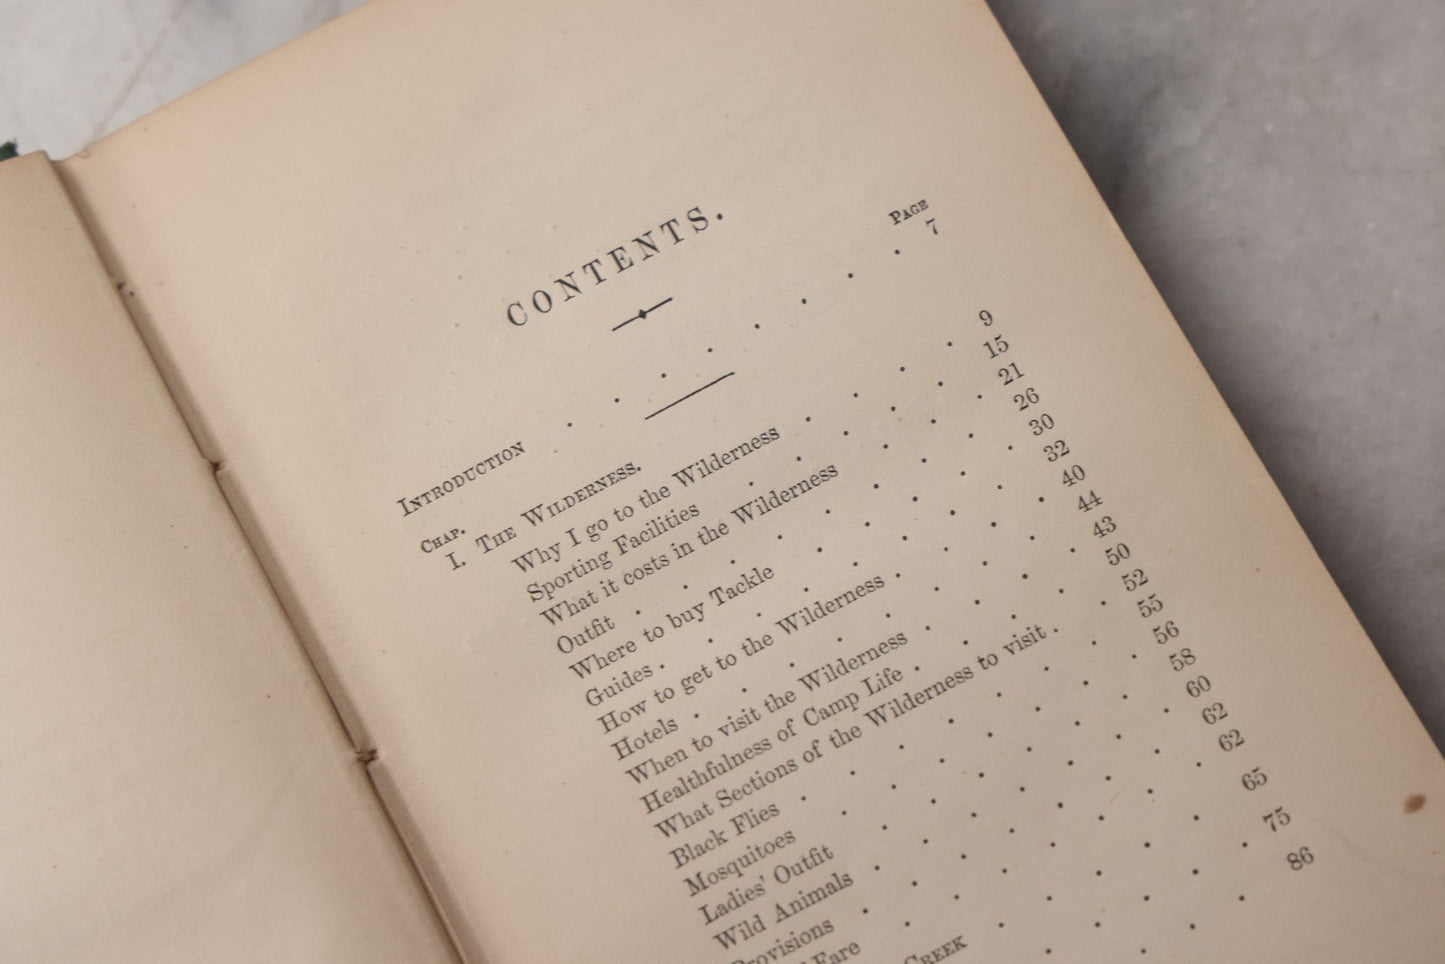 CONTENTS.
PAGE
INTRODUCTION . . . . . . . . 7
CHAP.
I. THE WILDERNESS.
Why I go to the Wilderness . . . . 9
Sporting Facilities . . . . . 15
What it costs in the Wilderness . . . . 21
Outfit . . . . . . . . 26
Where to buy Tackle . . . . . 30
Guides . . . . . . . . 32
How to get to the Wilderness . . . . 40
Hotels . . . . . . . . 44
When to visit the Wilderness . . . . 43
Healthfulness of Camp Life . . . . 50
What Sections of the Wilderness to visit . . 52
Black Flies . . . . . . . 55
Mosquitoes . . . . . . . 56
Ladies' Outfit . . . . . . 58
Wild Animals . . . . . . 60
Provisions . . . . . . . 62
Fare . . . . . . 62
CREEK . . . . . 65
75
86